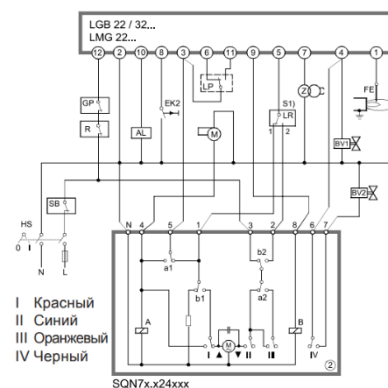 LGB 22 / 32...
LMG 22...
12 2 10 8 3 6 11 9 5 7 4 1
GP
R
AL
EK2
LP
M
S1)
LR
1 2
Z
FE
BV1
BV2
SB
HS
0 I
N L
N 4 5 1 3 2 8 6 7
a1
b2
b1
a2
A
B
I M II III IV
2
SQN7x.x24xxx
I Красный
II Синий
III Оранжевый
IV Черный